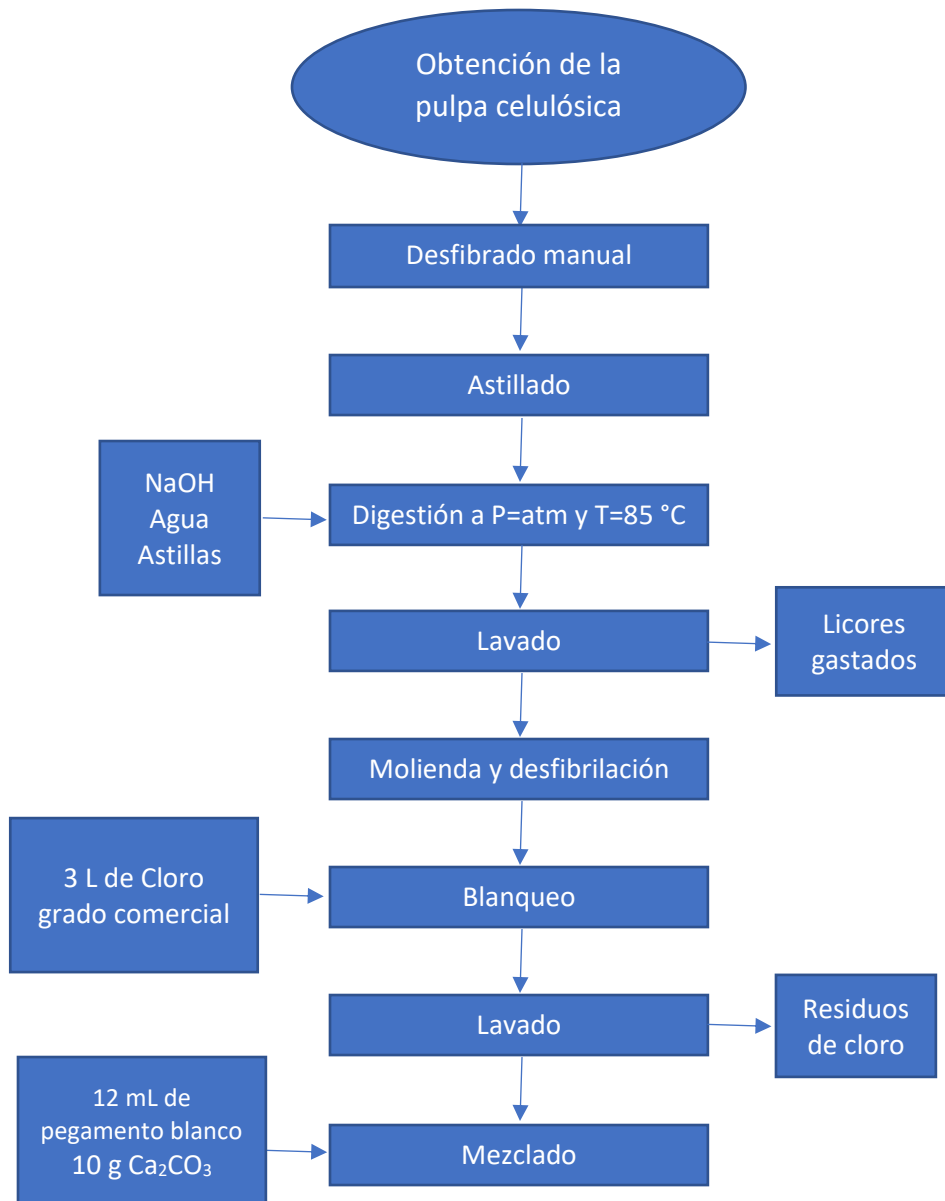 Obtención de la
pulpa celulósica
Desfibrado manual
Astillado
NaOH
Agua
Astillas
Digestión a P=atm y T=85 °C
Lavado
Licores
gastados
Molienda y desfibrilación
3 L de Cloro
grado comercial
Blanqueo
Lavado
Residuos
de cloro
12 mL de
pegamento blanco
10 g Ca₂CO₃
Mezclado